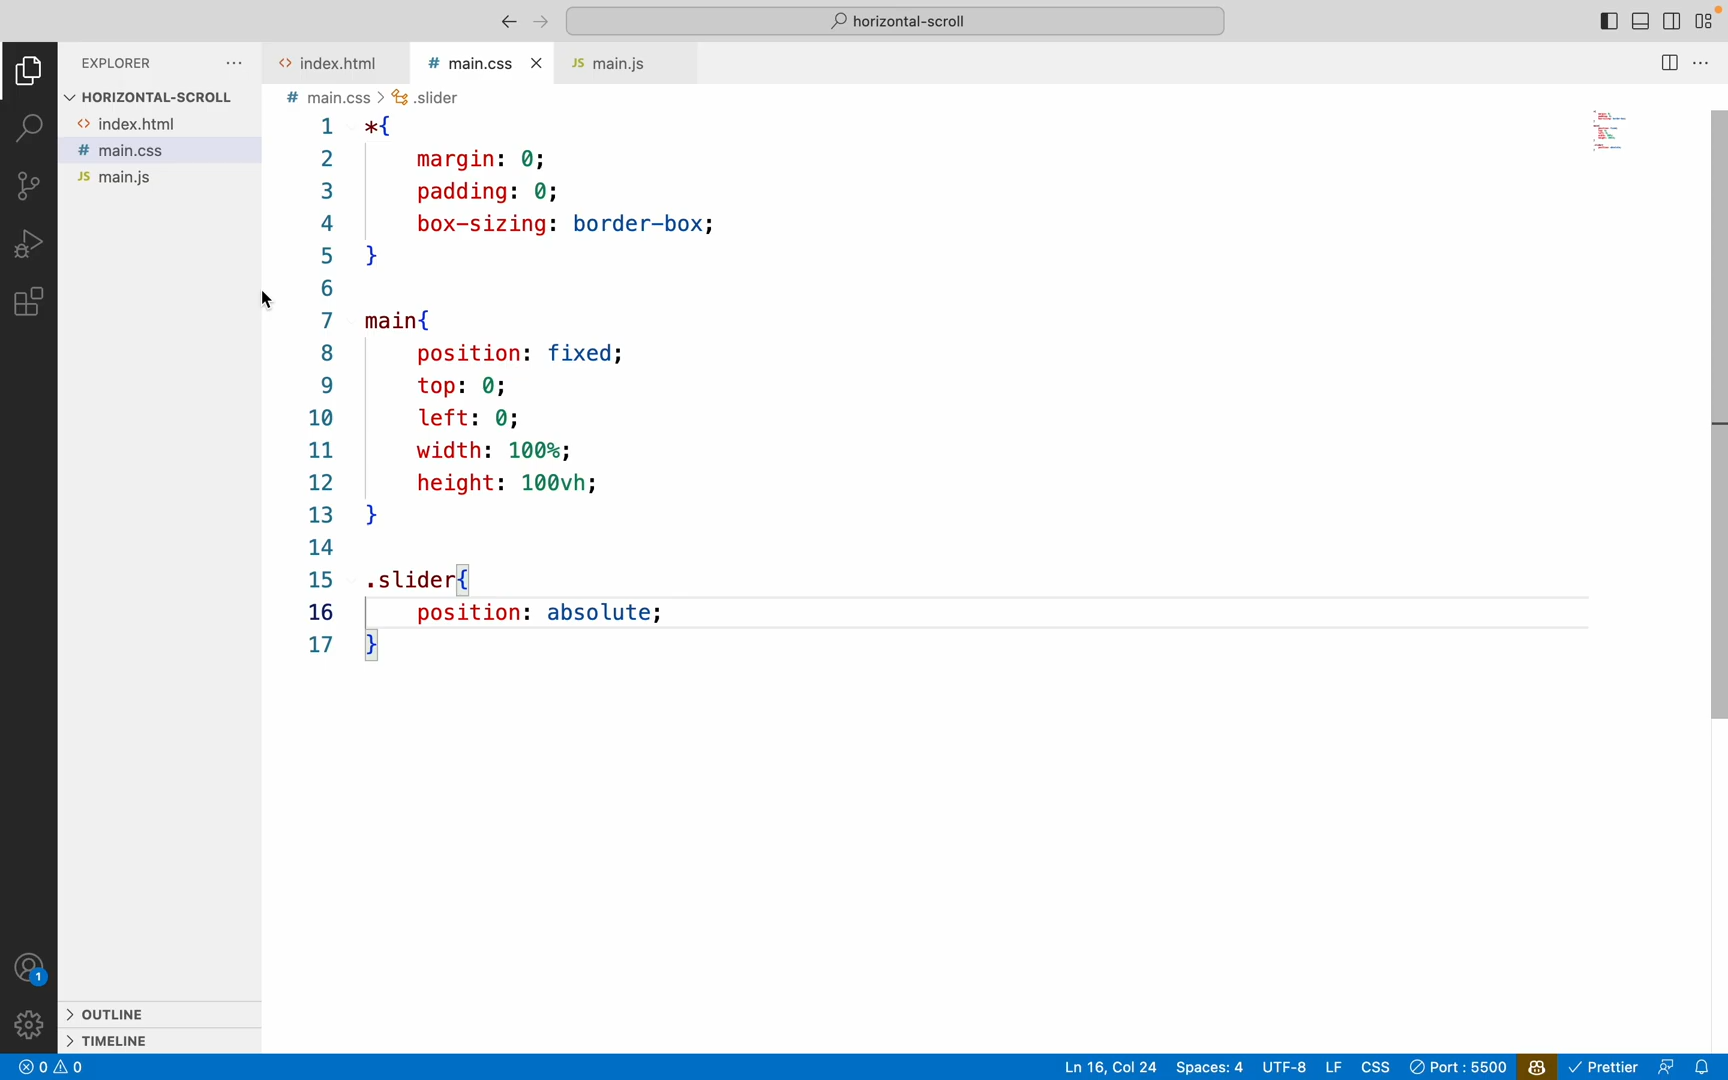 horizontal-scroll
EXPLORER
HORIZONTAL-SCROLL
<> index.html
# main.css
JS main.js
OUTLINE
TIMELINE
<> index.html
# main.css
JS main.js
# main.css > .slider
1 *{
2 margin: 0;
3 padding: 0;
4 box-sizing: border-box;
5 }
6
7 main{
8 position: fixed;
9 top: 0;
10 left: 0;
11 width: 100%;
12 height: 100vh;
13 }
14
15 .slider{
16 position: absolute;
17 }
1
0 0
Ln 16, Col 24 Spaces: 4 UTF-8 LF CSS Port : 5500 Prettier